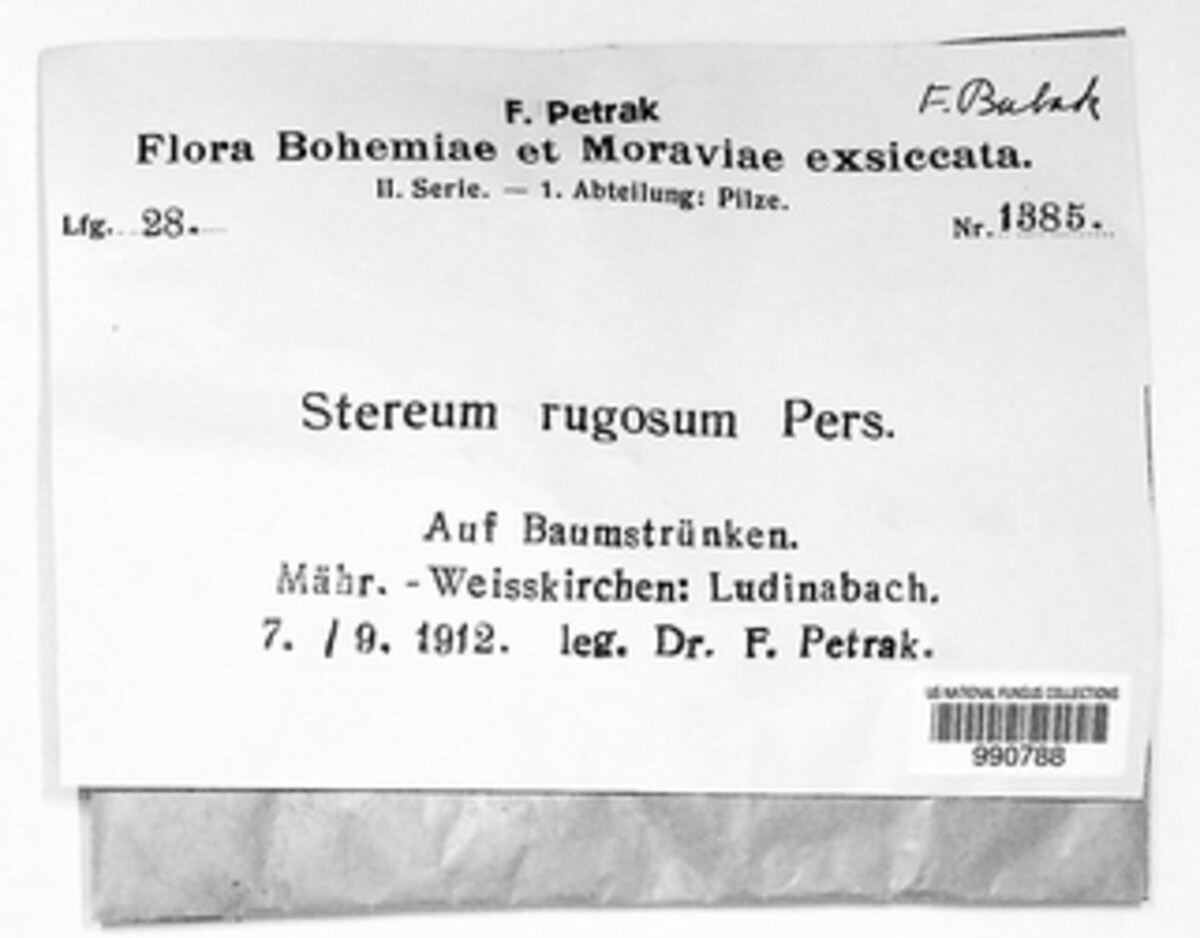 F. Bubak
F. Petrak
Flora Bohemiae et Moraviae exsiccata.
II. Serie. — 1. Abteilung: Pilze.
Lfg. 28.
Nr. 1385.
Stereum rugosum Pers.
Auf Baumstrünken.
Mähr. - Weisskirchen: Ludinabach.
7. / 9. 1912. leg. Dr. F. Petrak.
US NATIONAL FUNGUS COLLECTIONS
990788